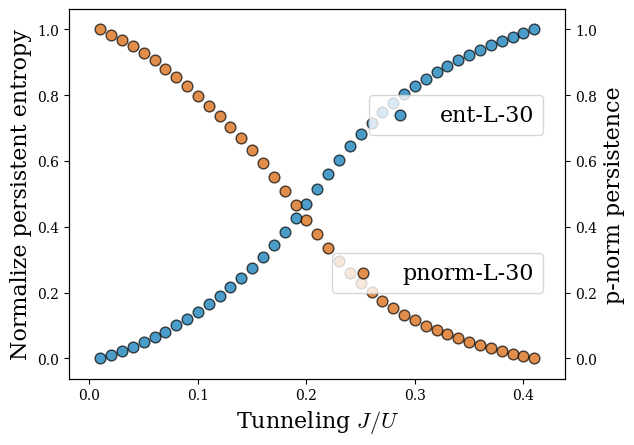 Normalize persistent entropy
1.0
0.8
0.6
0.4
0.2
0.0
ent-L-30
pnorm-L-30
1.0
0.8
0.6
0.4
0.2
0.0
p-norm persistence
0.0 0.1 0.2 0.3 0.4
Tunneling J/U